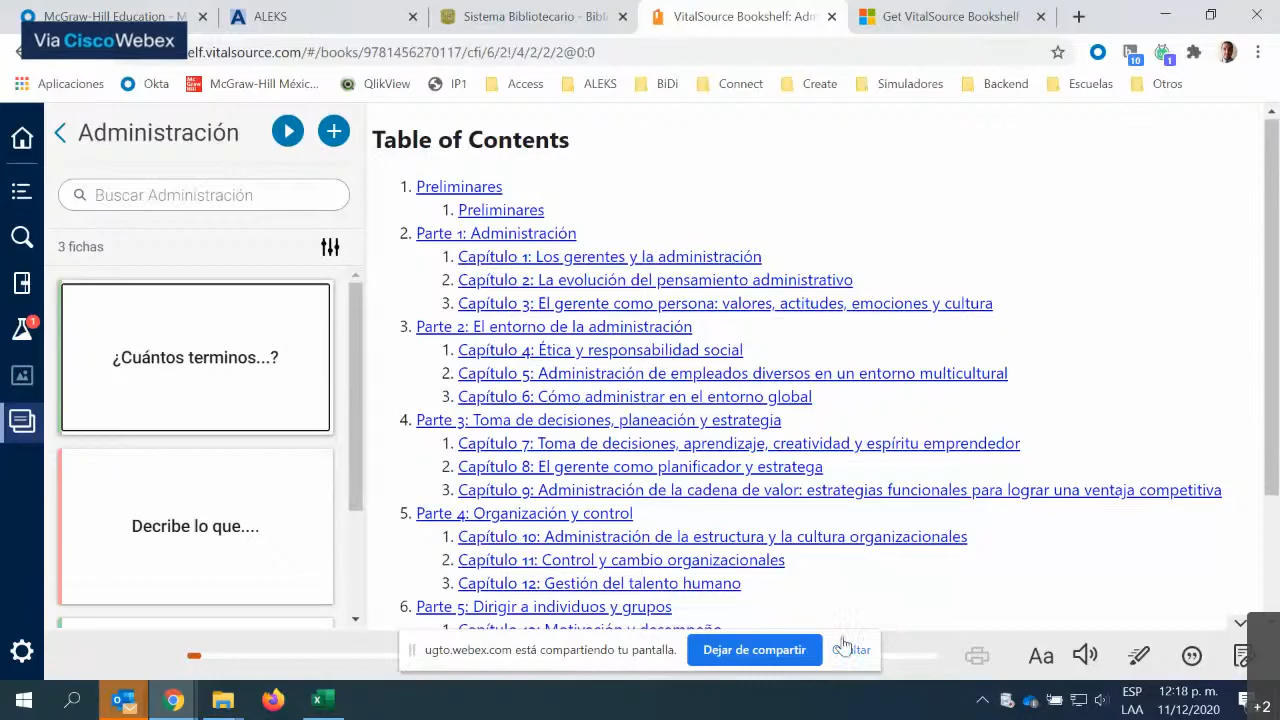 O
ALEKS
Sistema Bibliotecario - Bibl
VitalSource Bookshelf: Adm
Get VitalSource Bookshelf
Via CiscoWebex
elf.vitalsource.com/#/books/9781456270117/cfi/6/2!/4/2/2/2@0:0
10
1
Aplicaciones
Okta
McGraw-Hill Méxic...
QlikView
IP1
Access
ALEKS
BiDi
Connect
Create
Simuladores
Backend
Escuelas
Otros
Administración
Buscar Administración
3 fichas
¿Cuántos terminos...?
Decribe lo que....
1
Table of Contents
1. Preliminares
1. Preliminares
2. Parte 1: Administración
1. Capítulo 1: Los gerentes y la administración
2. Capítulo 2: La evolución del pensamiento administrativo
3. Capítulo 3: El gerente como persona: valores, actitudes, emociones y cultura
3. Parte 2: El entorno de la administración
1. Capítulo 4: Ética y responsabilidad social
2. Capítulo 5: Administración de empleados diversos en un entorno multicultural
3. Capítulo 6: Cómo administrar en el entorno global
4. Parte 3: Toma de decisiones, planeación y estrategia
1. Capítulo 7: Toma de decisiones, aprendizaje, creatividad y espíritu emprendedor
2. Capítulo 8: El gerente como planificador y estratega
3. Capítulo 9: Administración de la cadena de valor: estrategias funcionales para lograr una ventaja competitiva
5. Parte 4: Organización y control
1. Capítulo 10: Administración de la estructura y la cultura organizacionales
2. Capítulo 11: Control y cambio organizacionales
3. Capítulo 12: Gestión del talento humano
6. Parte 5: Dirigir a individuos y grupos
1. Capítulo 13: Motivación y desempeño
ugto.webex.com está compartiendo tu pantalla.
Dejar de compartir
Ocultar
Aa
ESP
LAA
12:18 p. m.
11/12/2020
+2